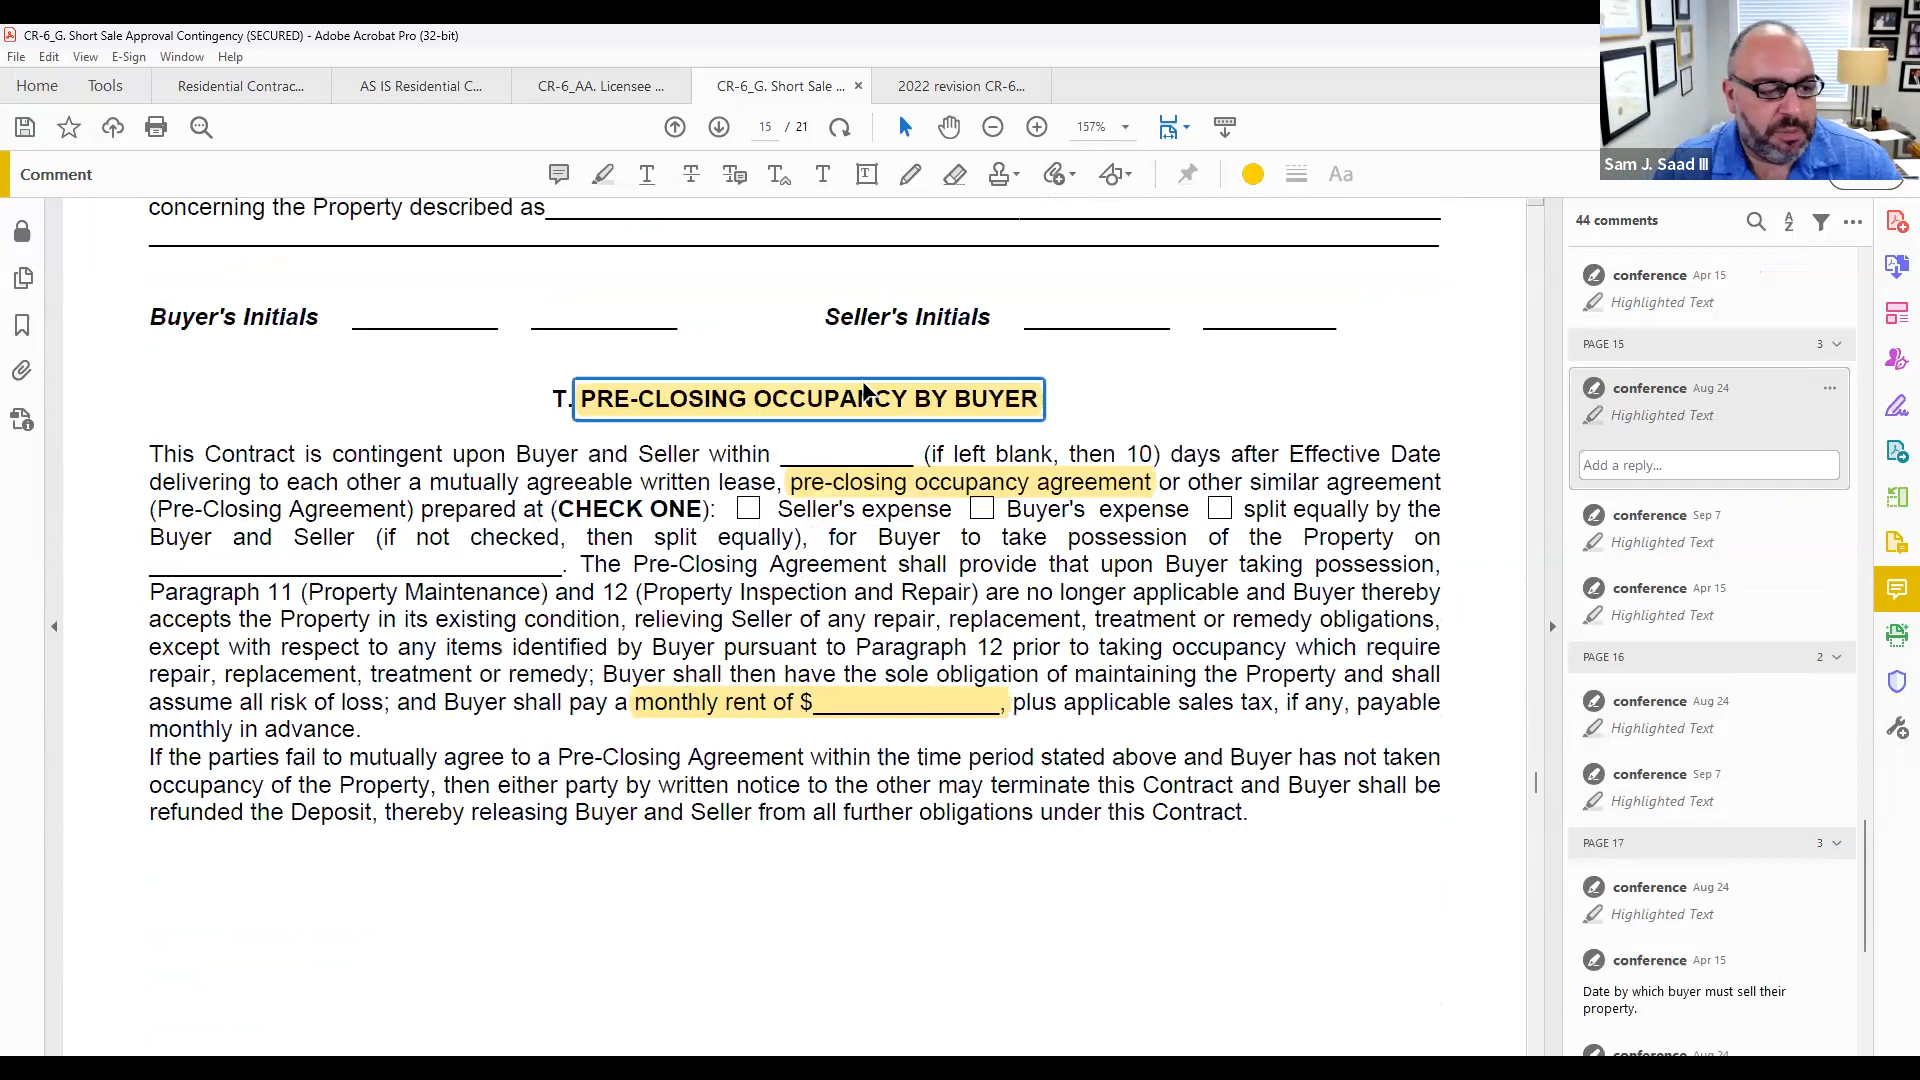 CR-6_G. Short Sale Approval Contingency (SECURED) - Adobe Acrobat Pro (32-bit)
File Edit View E-Sign Window Help
Home Tools Residential Contrac... AS IS Residential C... CR-6_AA. Licensee ... CR-6_G. Short Sale ... × 2022 revision CR-6...
15 / 21 157%
Sam J. Saad III
Comment
Aa
concerning the Property described as
Buyer's Initials Seller's Initials
T. PRE-CLOSING OCCUPANCY BY BUYER
This Contract is contingent upon Buyer and Seller within ___________ (if left blank, then 10) days after Effective Date
delivering to each other a mutually agreeable written lease, pre-closing occupancy agreement or other similar agreement
(Pre-Closing Agreement) prepared at (CHECK ONE): ☐ Seller's expense ☐ Buyer's expense ☐ split equally by the
Buyer and Seller (if not checked, then split equally), for Buyer to take possession of the Property on
__________________________________. The Pre-Closing Agreement shall provide that upon Buyer taking possession,
Paragraph 11 (Property Maintenance) and 12 (Property Inspection and Repair) are no longer applicable and Buyer thereby
accepts the Property in its existing condition, relieving Seller of any repair, replacement, treatment or remedy obligations,
except with respect to any items identified by Buyer pursuant to Paragraph 12 prior to taking occupancy which require
repair, replacement, treatment or remedy; Buyer shall then have the sole obligation of maintaining the Property and shall
assume all risk of loss; and Buyer shall pay a monthly rent of $_______________, plus applicable sales tax, if any, payable
monthly in advance.
If the parties fail to mutually agree to a Pre-Closing Agreement within the time period stated above and Buyer has not taken
occupancy of the Property, then either party by written notice to the other may terminate this Contract and Buyer shall be
refunded the Deposit, thereby releasing Buyer and Seller from all further obligations under this Contract.
44 comments
conference Apr 15
Highlighted Text
PAGE 15 3
conference Aug 24
Highlighted Text
Add a reply...
conference Sep 7
Highlighted Text
conference Apr 15
Highlighted Text
PAGE 16 2
conference Aug 24
Highlighted Text
conference Sep 7
Highlighted Text
PAGE 17 3
conference Aug 24
Highlighted Text
conference Apr 15
Date by which buyer must sell their
property.
conference Aug 24